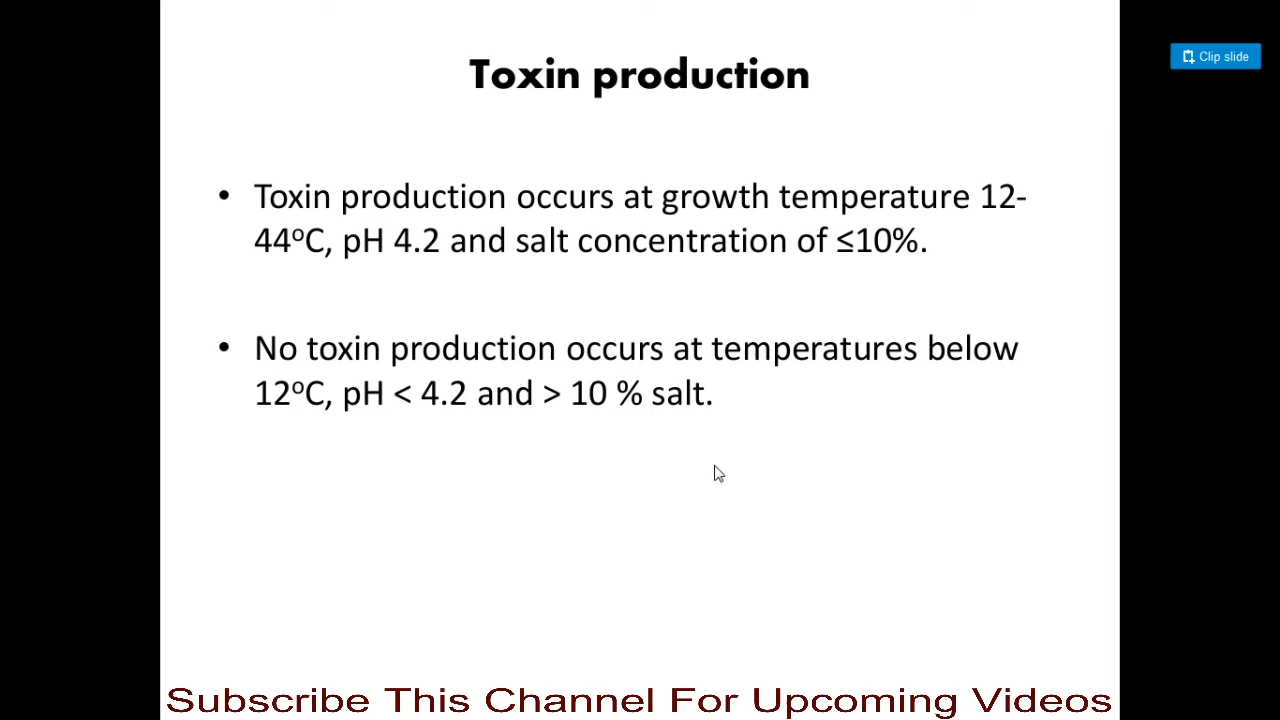 Clip slide
Toxin production
• Toxin production occurs at growth temperature 12-
44ºC, pH 4.2 and salt concentration of ≤10%.
• No toxin production occurs at temperatures below
12ºC, pH < 4.2 and > 10 % salt.
Subscribe This Channel For Upcoming Videos